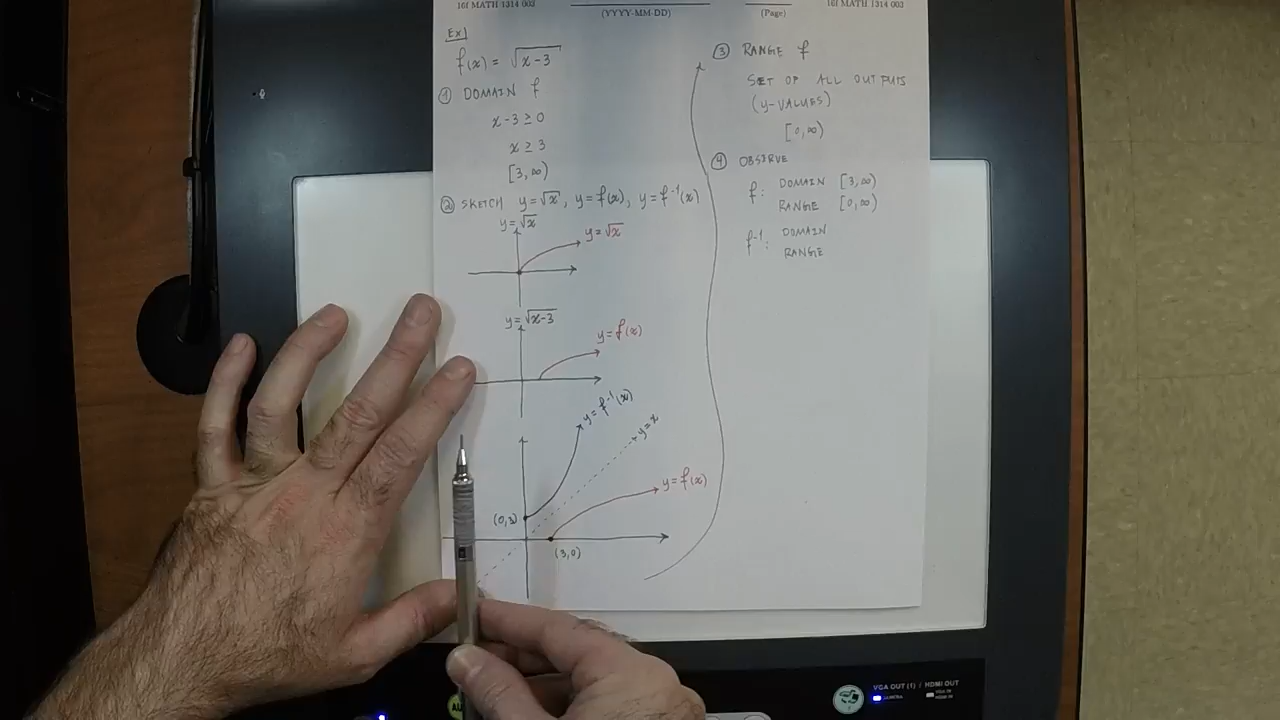 16f MATH 1314 003
(YYYY-MM-DD)
(Page)
16f MATH 1314 003
Ex1
f(x) = √x-3
① DOMAIN f
x-3 ≥ 0
x ≥ 3
[3,∞)
② SKETCH y=√x, y=f(x), y=f⁻¹(x)
y=√x
y=√x
y=√x-3
y=f(x)
y=f⁻¹(x)
y=x
y=f(x)
(0,3)
(3,0)
③ RANGE f
SET OF ALL OUTPUTS
(y-VALUES)
[0,∞)
④ OBSERVE
f: DOMAIN [3,∞)
RANGE [0,∞)
f⁻¹: DOMAIN
RANGE
VGA OUT (1) / HDMI OUT